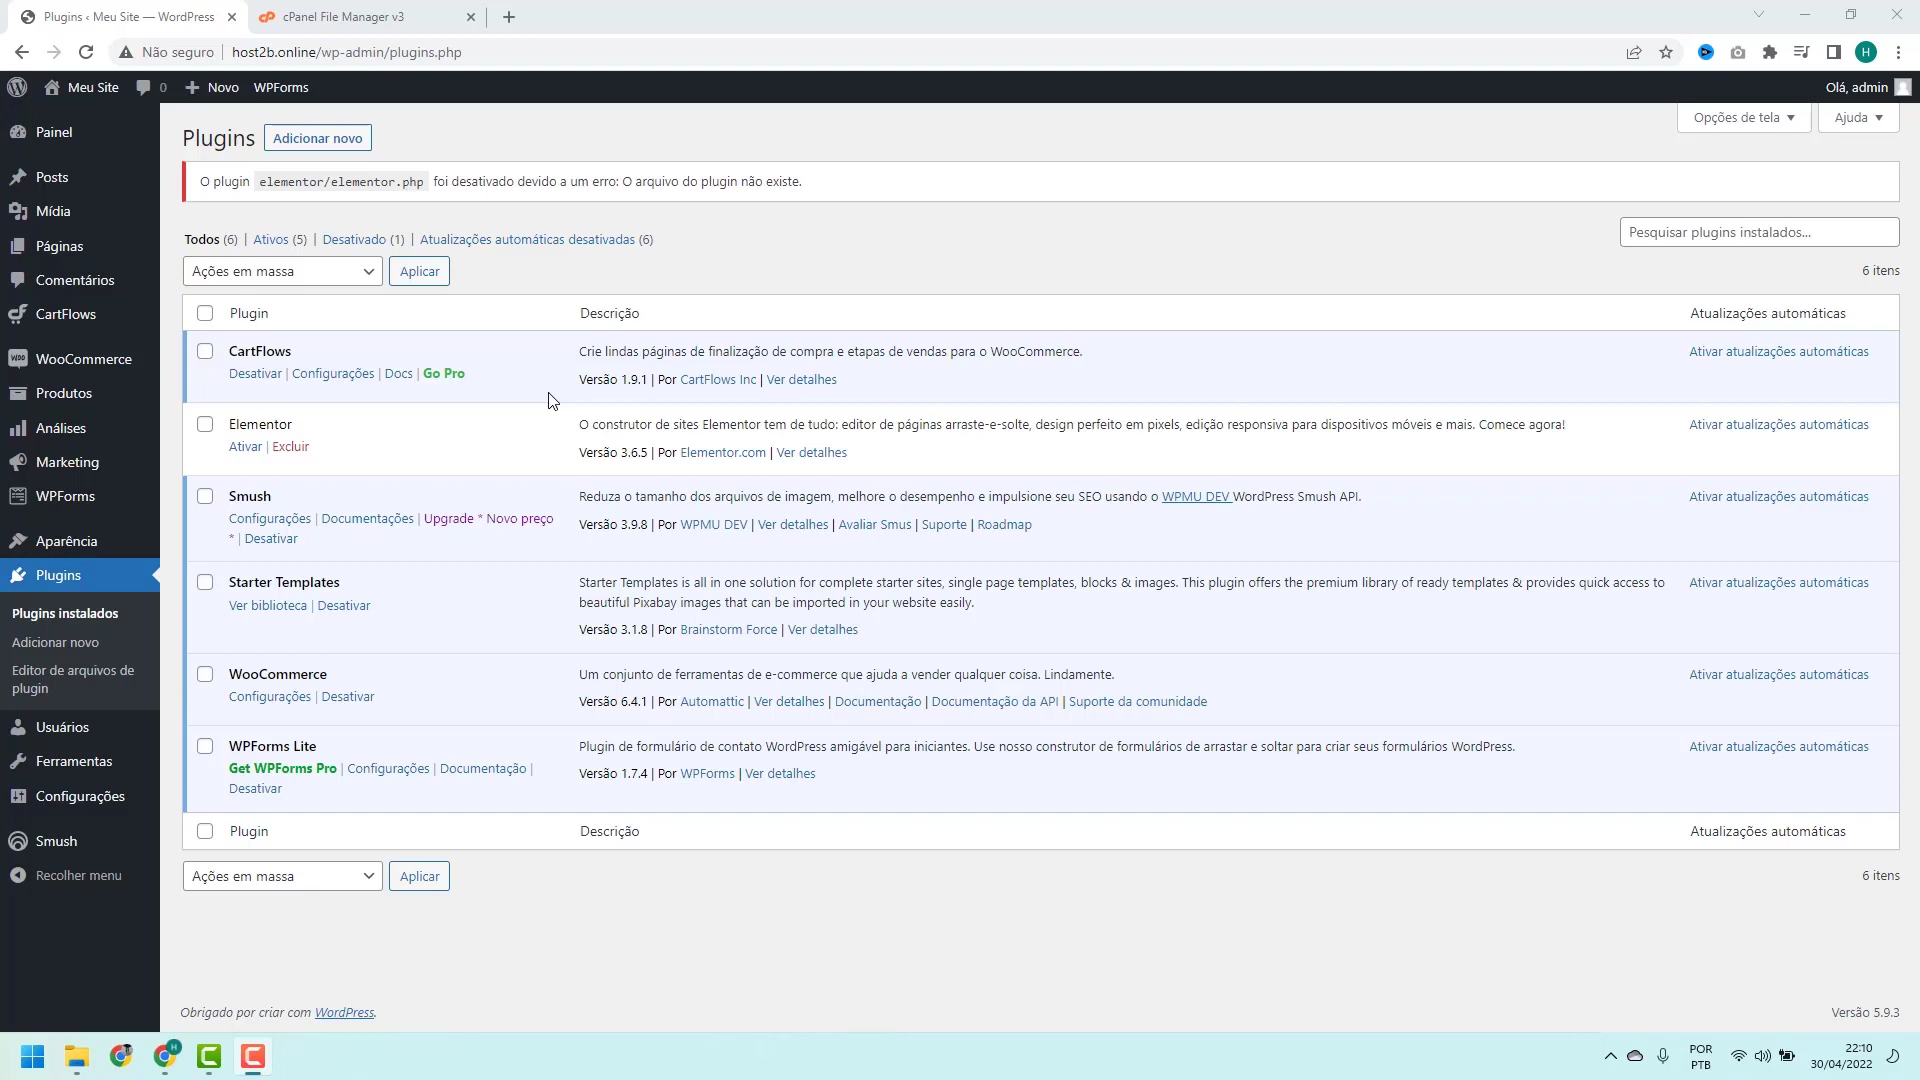 Plugins ‹ Meu Site — WordPress
cPanel File Manager v3
Não seguro
host2b.online/wp-admin/plugins.php
H
Meu Site
0
Novo
WPForms
Olá, admin
Painel
Posts
Mídia
Páginas
Comentários
CartFlows
WooCommerce
Produtos
Análises
Marketing
WPForms
Aparência
Plugins
Plugins instalados
Adicionar novo
Editor de arquivos de
plugin
Usuários
Ferramentas
Configurações
Smush
Recolher menu
Opções de tela
Ajuda
Plugins
Adicionar novo
O plugin elementor/elementor.php foi desativado devido a um erro: O arquivo do plugin não existe.
Todos (6) | Ativos (5) | Desativado (1) | Atualizações automáticas desativadas (6)
Pesquisar plugins instalados...
Ações em massa
Aplicar
6 itens
Plugin
Descrição
Atualizações automáticas
CartFlows
Desativar | Configurações | Docs | Go Pro
Crie lindas páginas de finalização de compra e etapas de vendas para o WooCommerce.
Versão 1.9.1 | Por CartFlows Inc | Ver detalhes
Ativar atualizações automáticas
Elementor
Ativar | Excluir
O construtor de sites Elementor tem de tudo: editor de páginas arraste-e-solte, design perfeito em pixels, edição responsiva para dispositivos móveis e mais. Comece agora!
Versão 3.6.5 | Por Elementor.com | Ver detalhes
Ativar atualizações automáticas
Smush
Configurações | Documentações | Upgrade * Novo preço
* | Desativar
Reduza o tamanho dos arquivos de imagem, melhore o desempenho e impulsione seu SEO usando o WPMU DEV WordPress Smush API.
Versão 3.9.8 | Por WPMU DEV | Ver detalhes | Avaliar Smus | Suporte | Roadmap
Ativar atualizações automáticas
Starter Templates
Ver biblioteca | Desativar
Starter Templates is all in one solution for complete starter sites, single page templates, blocks & images. This plugin offers the premium library of ready templates & provides quick access to
beautiful Pixabay images that can be imported in your website easily.
Versão 3.1.8 | Por Brainstorm Force | Ver detalhes
Ativar atualizações automáticas
WooCommerce
Configurações | Desativar
Um conjunto de ferramentas de e-commerce que ajuda a vender qualquer coisa. Lindamente.
Versão 6.4.1 | Por Automattic | Ver detalhes | Documentação | Documentação da API | Suporte da comunidade
Ativar atualizações automáticas
WPForms Lite
Get WPForms Pro | Configurações | Documentação |
Desativar
Plugin de formulário de contato WordPress amigável para iniciantes. Use nosso construtor de formulários de arrastar e soltar para criar seus formulários WordPress.
Versão 1.7.4 | Por WPForms | Ver detalhes
Ativar atualizações automáticas
Plugin
Descrição
Atualizações automáticas
Ações em massa
Aplicar
6 itens
Obrigado por criar com WordPress.
Versão 5.9.3
POR
PTB
22:10
30/04/2022